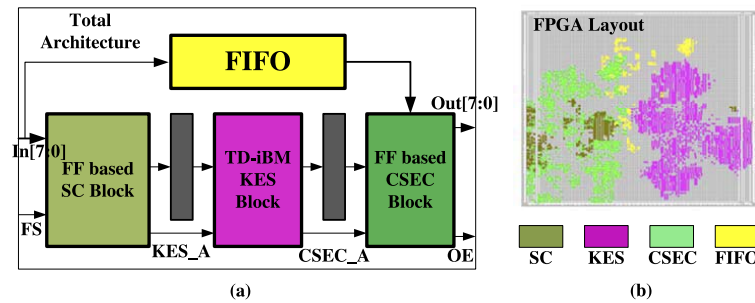 Total
Architecture
FIFO
FPGA Layout
Out[7:0]
In[7:0]
FF based
SC Block
TD-iBM
KES
Block
FF based
CSEC
Block
FS
KES_A
CSEC_A
OE
SC
KES
CSEC
FIFO
(a)
(b)